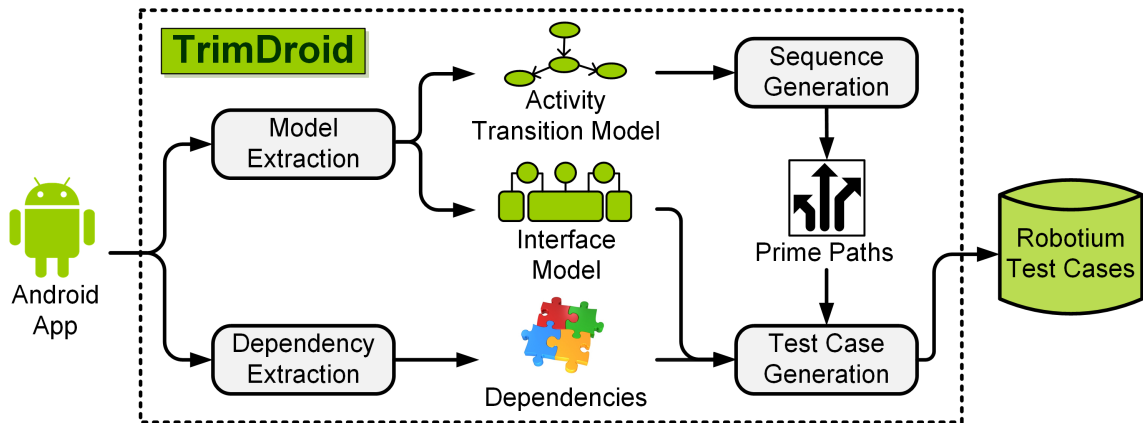 TrimDroid
Android
App
Model
Extraction
Dependency
Extraction
Activity
Transition Model
Interface
Model
Dependencies
Sequence
Generation
Prime Paths
Test Case
Generation
Robotium
Test Cases